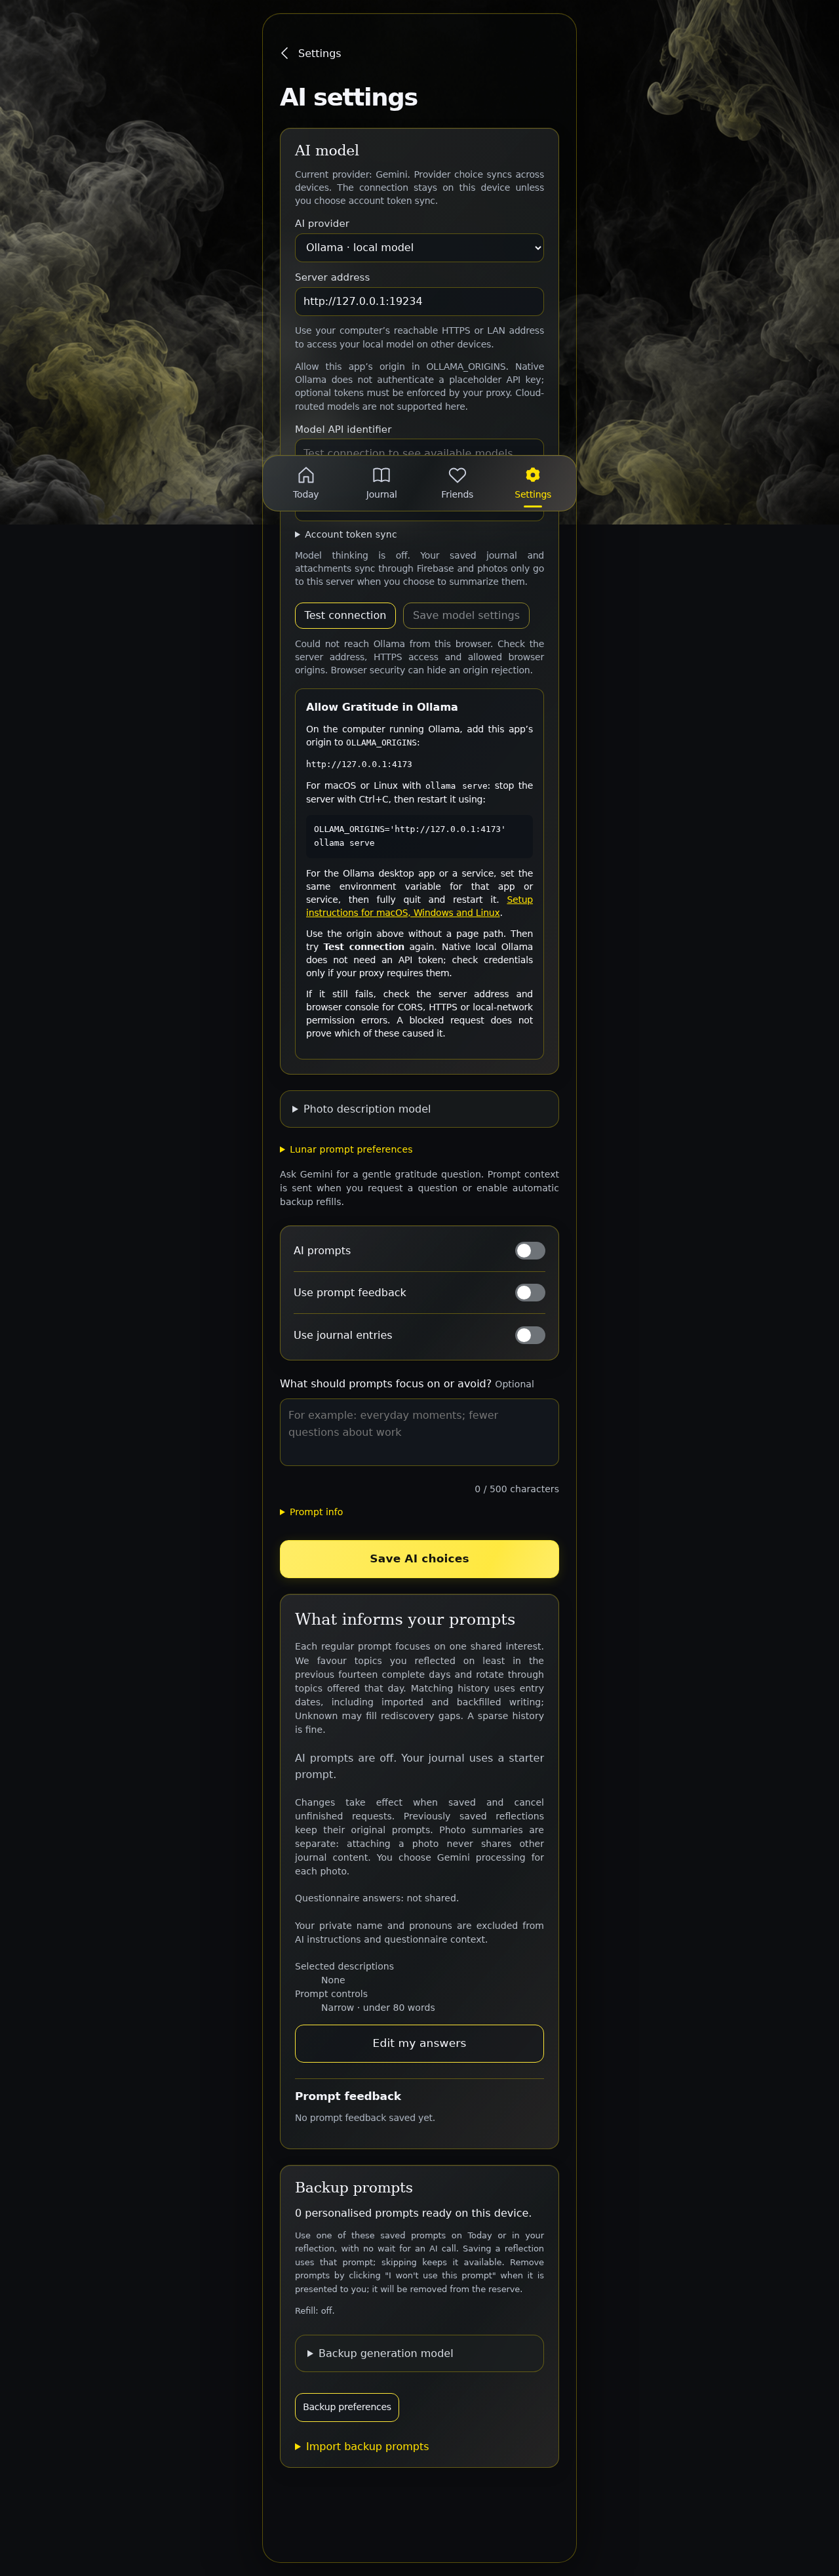 Settings
AI settings
AI model
Current provider: Gemini. Provider choice syncs across
devices. The connection stays on this device unless
you choose account token sync.
AI provider
Ollama · local model
Server address
http://127.0.0.1:19234
Use your computer’s reachable HTTPS or LAN address
to access your local model on other devices.
Allow this app’s origin in OLLAMA_ORIGINS. Native
Ollama does not authenticate a placeholder API key;
optional tokens must be enforced by your proxy. Cloud-
routed models are not supported here.
Model API identifier
Test connection to see available models
Today
Journal
Friends
Settings
▶ Account token sync
Model thinking is off. Your saved journal and
attachments sync through Firebase and photos only go
to this server when you choose to summarize them.
Test connection
Save model settings
Could not reach Ollama from this browser. Check the
server address, HTTPS access and allowed browser
origins. Browser security can hide an origin rejection.
Allow Gratitude in Ollama
On the computer running Ollama, add this app’s
origin to OLLAMA_ORIGINS:
http://127.0.0.1:4173
For macOS or Linux with ollama serve: stop the
server with Ctrl+C, then restart it using:
OLLAMA_ORIGINS='http://127.0.0.1:4173'
ollama serve
For the Ollama desktop app or a service, set the
same environment variable for that app or
service, then fully quit and restart it. Setup
instructions for macOS, Windows and Linux.
Use the origin above without a page path. Then
try Test connection again. Native local Ollama
does not need an API token; check credentials
only if your proxy requires them.
If it still fails, check the server address and
browser console for CORS, HTTPS or local-network
permission errors. A blocked request does not
prove which of these caused it.
▶ Photo description model
▶ Lunar prompt preferences
Ask Gemini for a gentle gratitude question. Prompt context
is sent when you request a question or enable automatic
backup refills.
AI prompts
Use prompt feedback
Use journal entries
What should prompts focus on or avoid? Optional
For example: everyday moments; fewer
questions about work
0 / 500 characters
▶ Prompt info
Save AI choices
What informs your prompts
Each regular prompt focuses on one shared interest.
We favour topics you reflected on least in the
previous fourteen complete days and rotate through
topics offered that day. Matching history uses entry
dates, including imported and backfilled writing;
Unknown may fill rediscovery gaps. A sparse history
is fine.
AI prompts are off. Your journal uses a starter
prompt.
Changes take effect when saved and cancel
unfinished requests. Previously saved reflections
keep their original prompts. Photo summaries are
separate: attaching a photo never shares other
journal content. You choose Gemini processing for
each photo.
Questionnaire answers: not shared.
Your private name and pronouns are excluded from
AI instructions and questionnaire context.
Selected descriptions
None
Prompt controls
Narrow · under 80 words
Edit my answers
Prompt feedback
No prompt feedback saved yet.
Backup prompts
0 personalised prompts ready on this device.
Use one of these saved prompts on Today or in your
reflection, with no wait for an AI call. Saving a reflection
uses that prompt; skipping keeps it available. Remove
prompts by clicking "I won't use this prompt" when it is
presented to you; it will be removed from the reserve.
Refill: off.
▶ Backup generation model
Backup preferences
▶ Import backup prompts